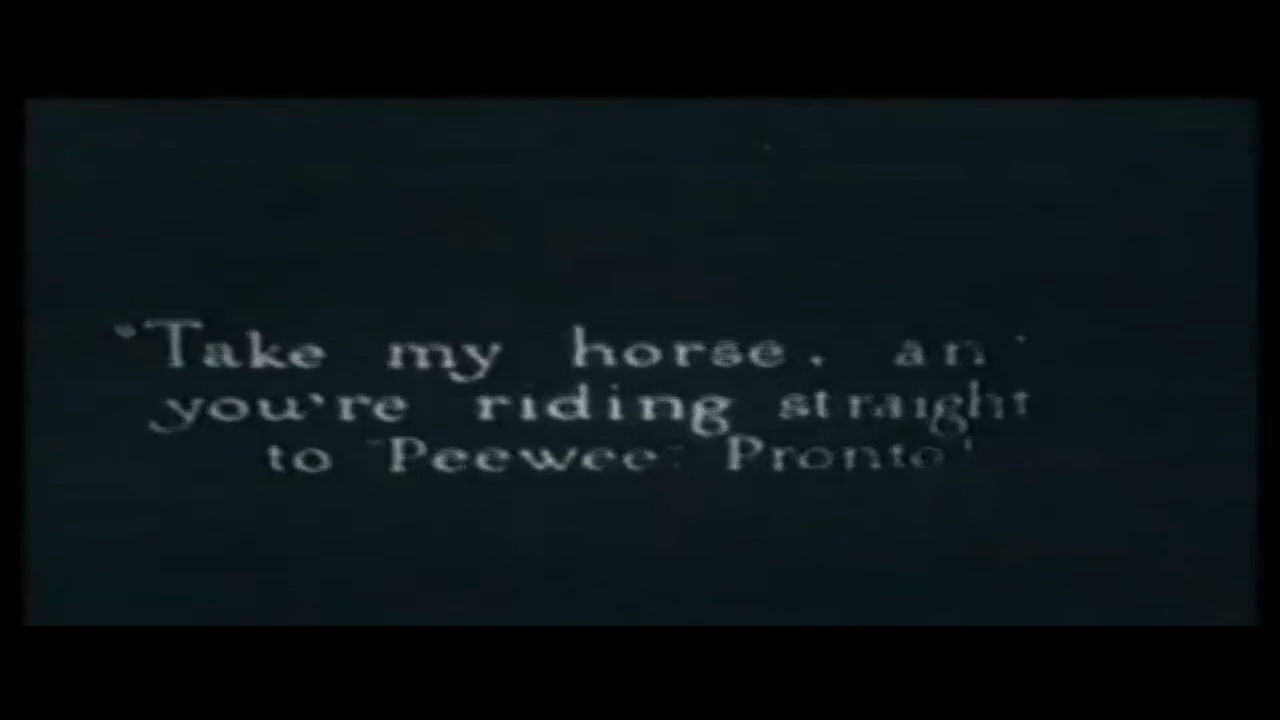 "Take my horse, an'
you're riding straight
to "Peewee" Pronto"